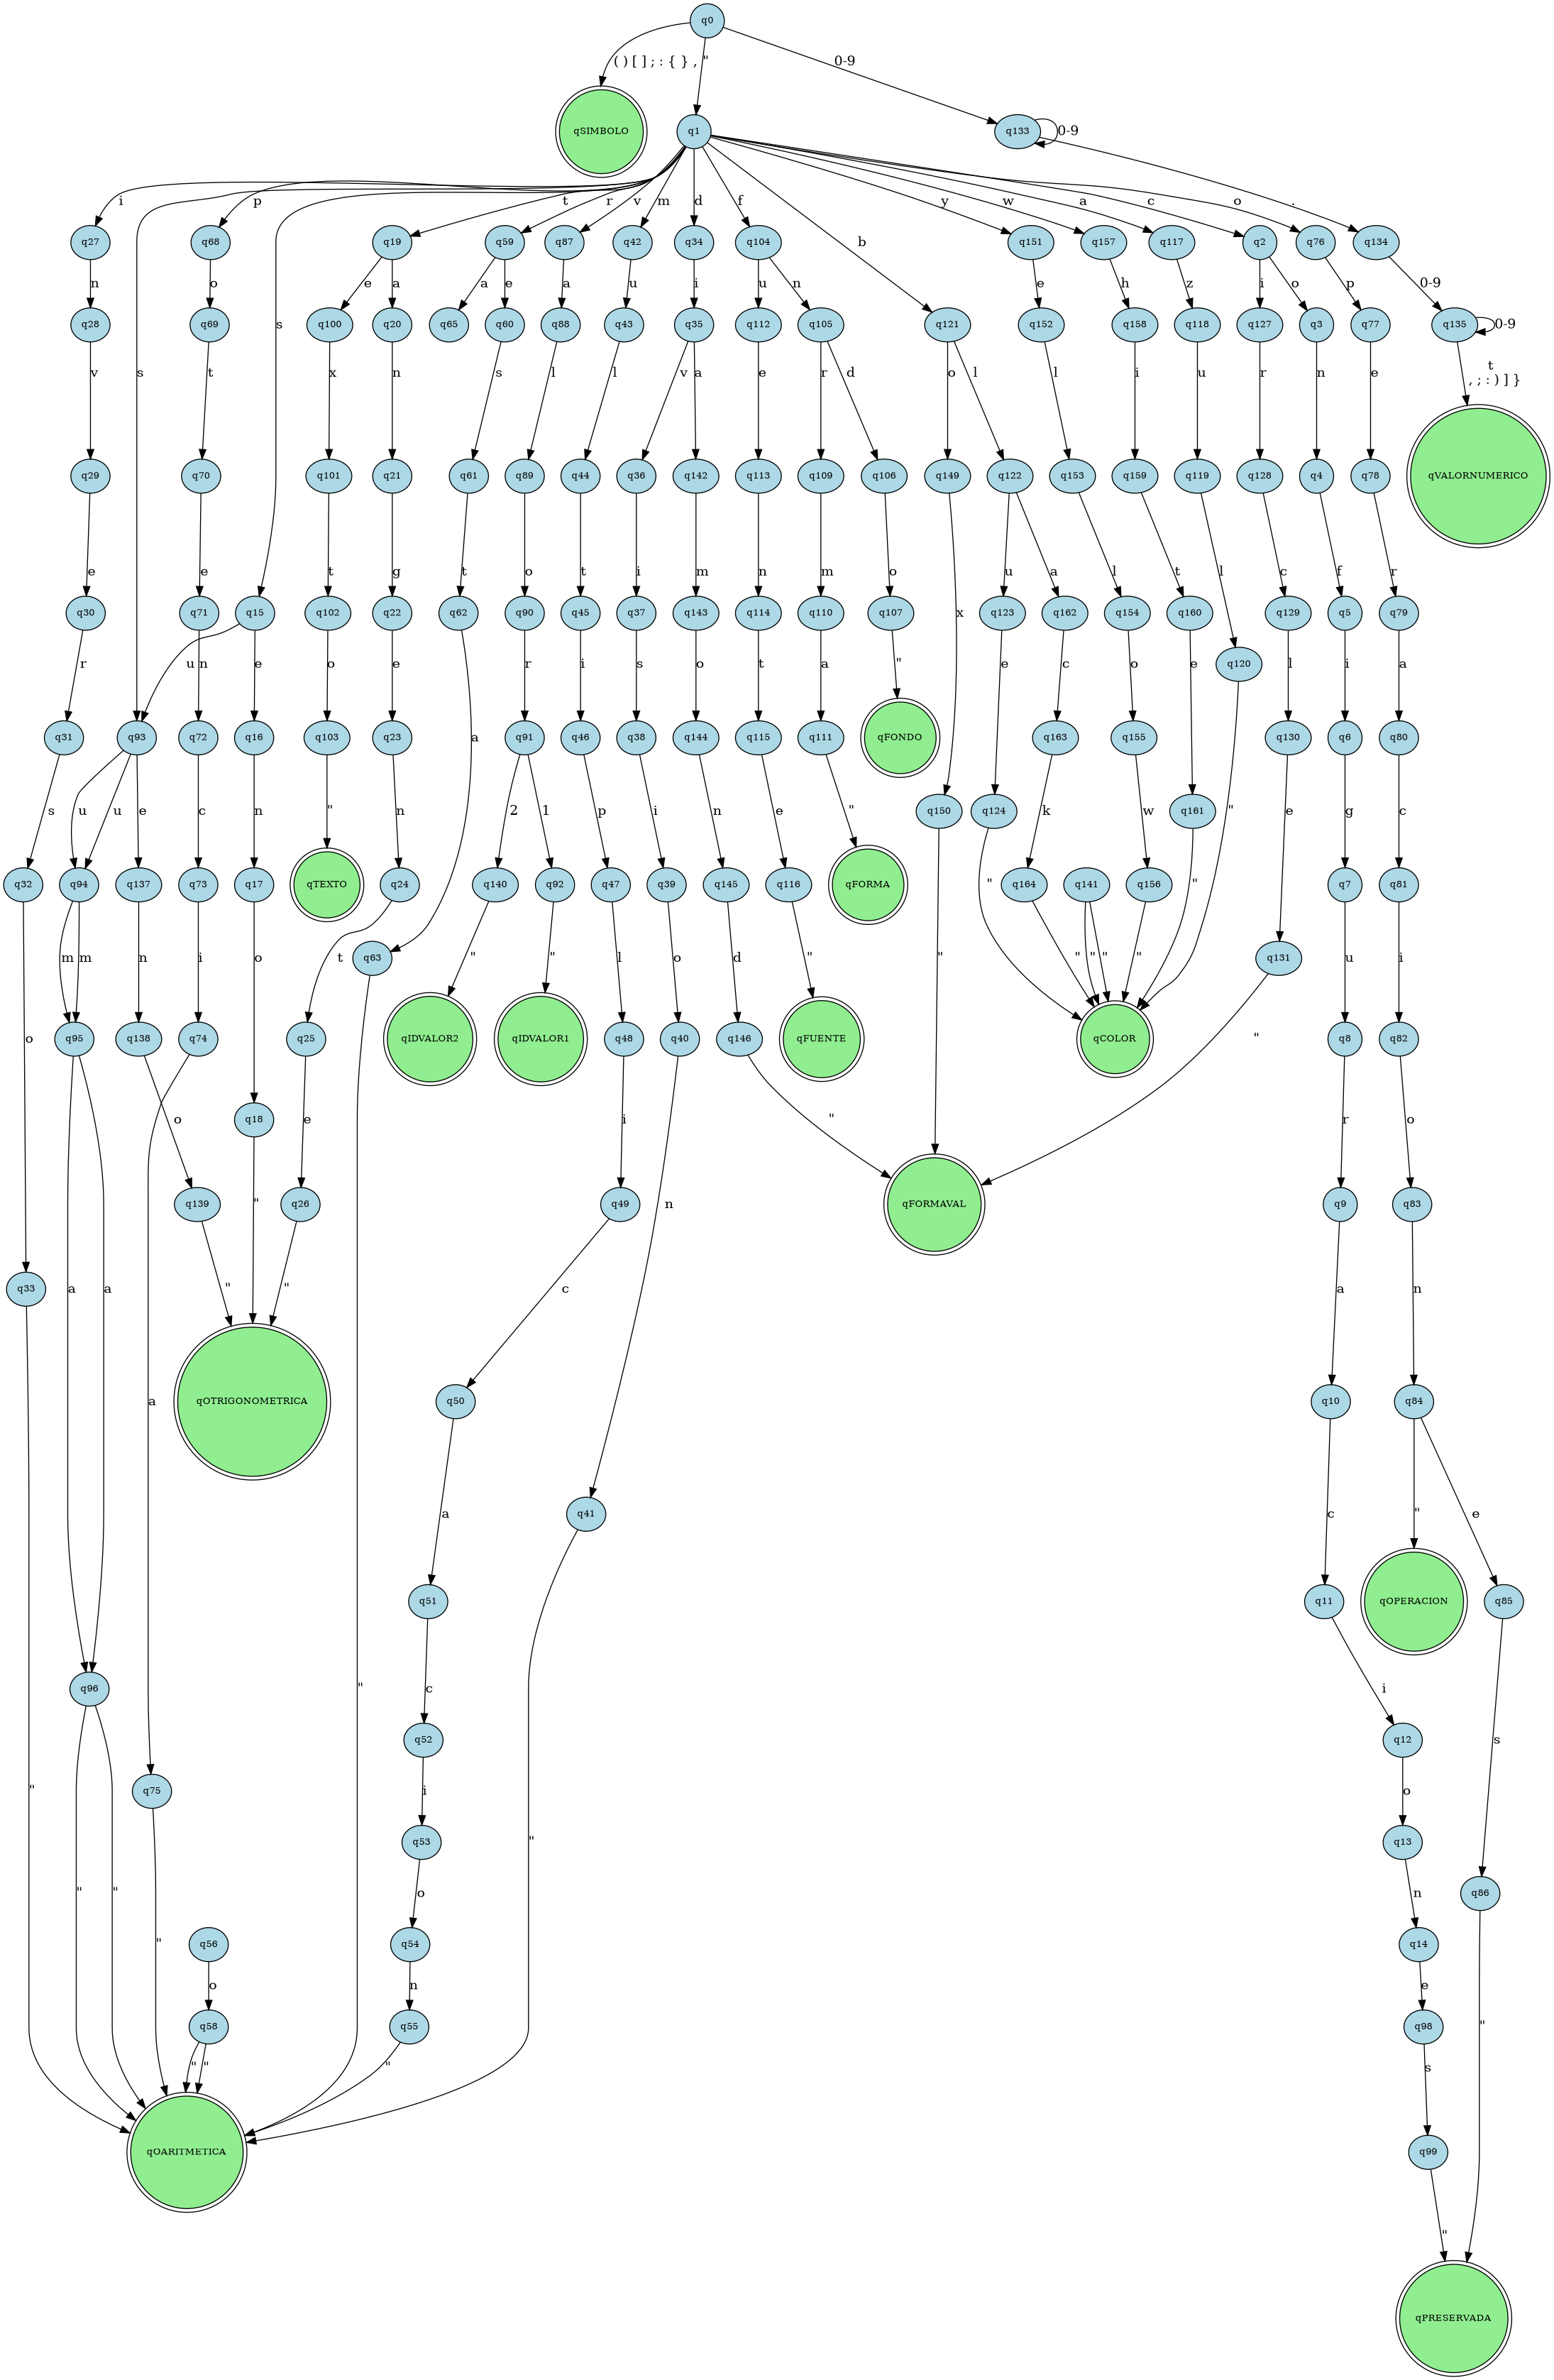 q0
( ) [ ] ; : { } , " 0-9
qSIMBOLO q1 q133 0-9
i s p s t r v m d f b y w a c o .
q27 q68 q19 q59 q87 q42 q34 q104 q151 q157 q117 q2 q76 q134
n o e a a e a u i u n e h z i o p 0-9
q28 q69 q100 q20 q65 q60 q88 q43 q35 q112 q105 q121 q152 q158 q118 q127 q3 q77 q135 0-9
v t x n s l l v a e r d o l l i u r n e t
, ; : ) ] }
q29 q70 q101 q21 q61 q89 q44 q36 q142 q113 q109 q106 q149 q122 q153 q159 q119 q128 q4 q78 qVALORNUMERICO
e e t g t o t i m n m o x u a l t l c f r
q30 q71 q15 q102 q22 q62 q90 q45 q37 q143 q114 q110 q107 q123 q162 q154 q160 q129 q5 q79
r n u e o e a r i s o t a " e c o e l i a
q120
q31 q93 q72 q16 q103 q23 q91 q46 q38 q144 q115 q111 qFONDO q163 q155 q130 q6 q80
s u u e c n " n 2 1 p i n e " k w " e g c
q150 q124 q161
q32 q94 q137 q73 q17 qTEXTO q24 q140 q92 q47 q39 q145 q116 qFORMA q164 q141 q156 q7 q81
o m m n i o t " " l o d " " " " " " " " u i
q63 q131
q95 q138 q74 q25 qIDVALOR2 qIDVALOR1 q48 q40 q146 qFUENTE qCOLOR q8 q82
a a o " e i n " " r o
q18
q139 q26 q49 qFORMAVAL q9 q83
" " c a n
q33
qOTRIGONOMETRICA q50 q10 q84
a " a c " e
q41
q51 q11 qOPERACION q85
c i s
q96
q52 q12
" " " i " o
q75
q53 q13
o n
q86
q56 q54 q14
o n e "
q58 q55 q98
" " " s
qOARITMETICA q99
"
qPRESERVADA